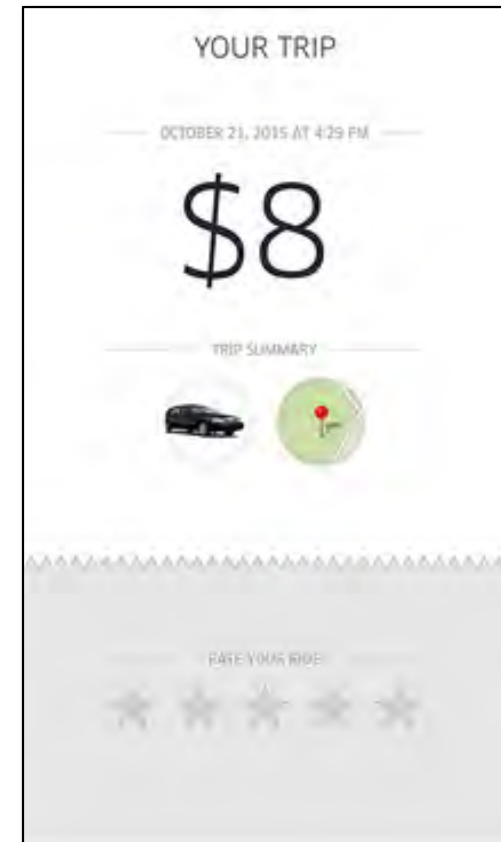 YOUR TRIP
OCTOBER 21, 2015 AT 4:29 PM
$8
TRIP SUMMARY
RATE YOUR RIDE